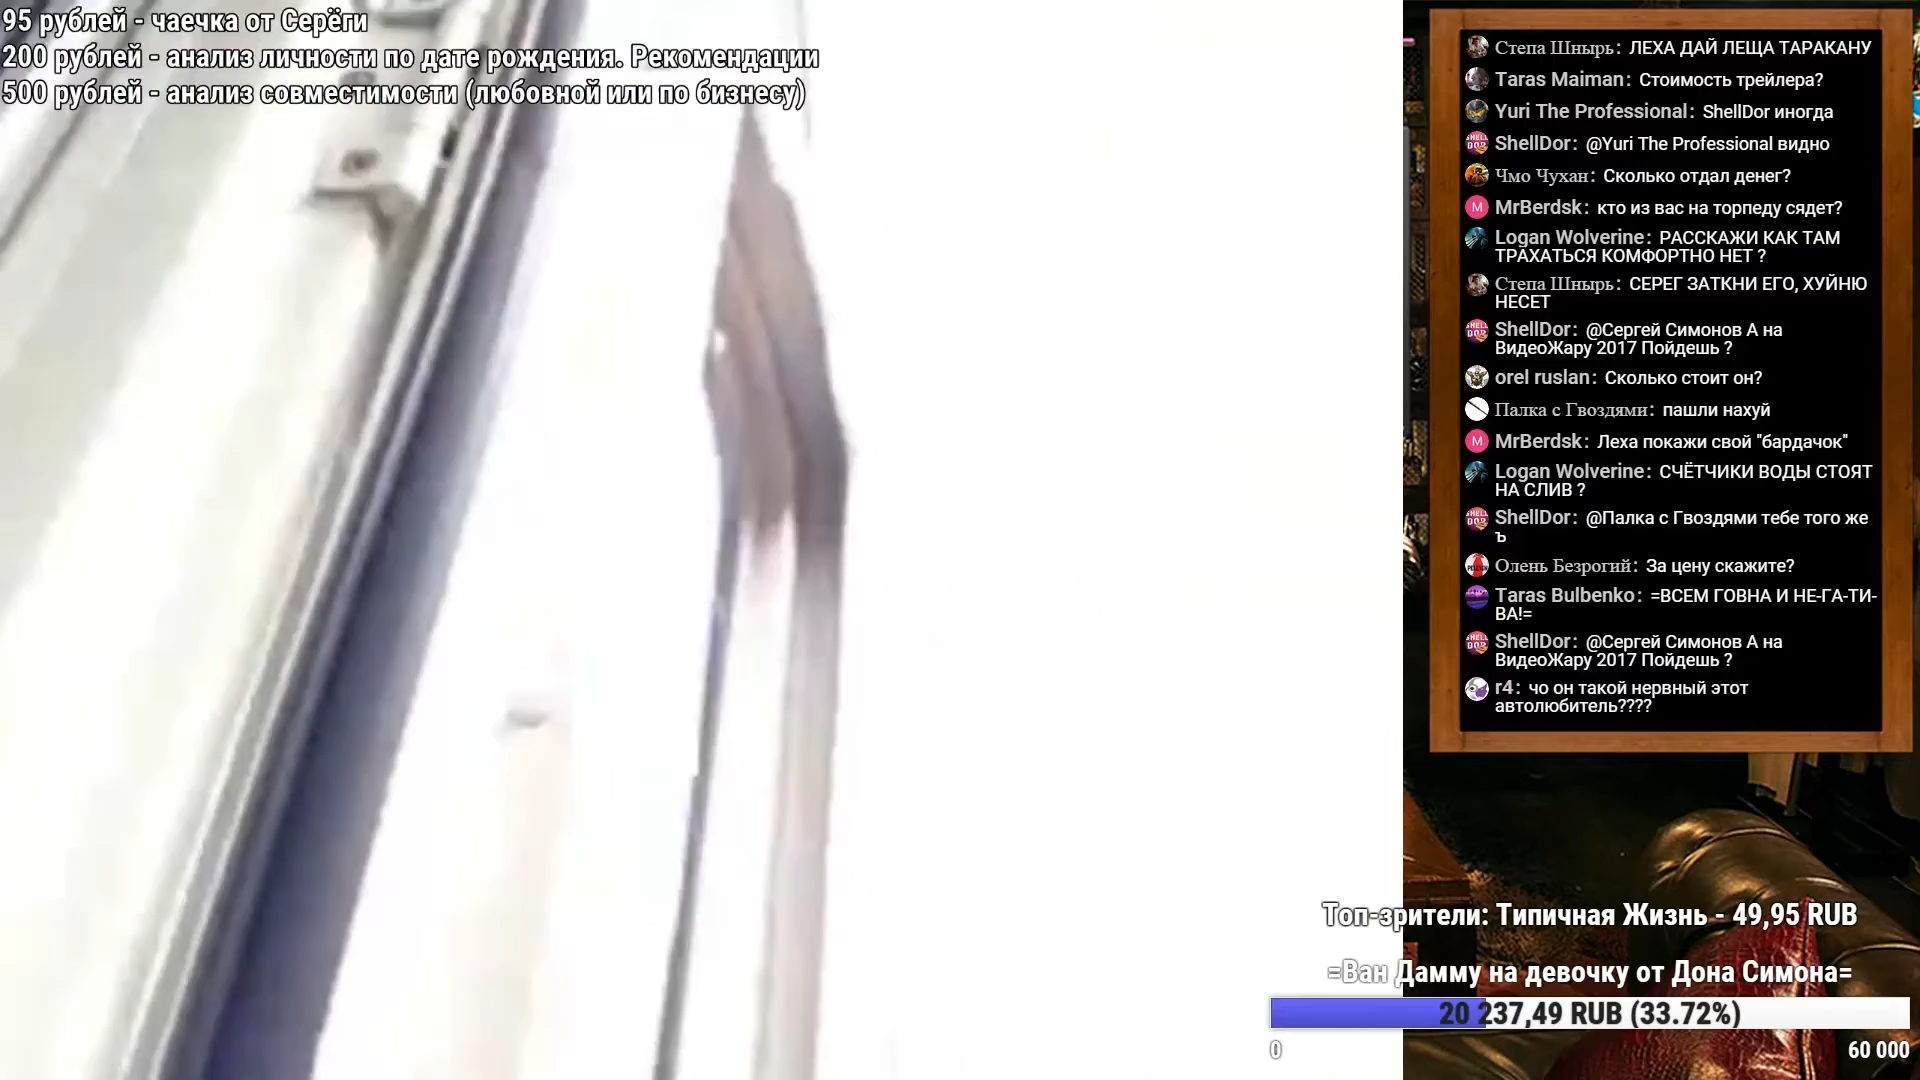 95 рублей - чаечка от Серёги
200 рублей - анализ личности по дате рождения. Рекомендации
500 рублей - анализ совместимости (любовной или по бизнесу)
Степа Шнырь: ЛЕХА ДАЙ ЛЕЩА ТАРАКАНУ
Taras Maiman: Стоимость трейлера?
Yuri The Professional: ShellDor иногда
ShellDor: @Yuri The Professional видно
Чмо Чухан: Сколько отдал денег?
MrBerdsk: кто из вас на торпеду сядет?
Logan Wolverine: РАССКАЖИ КАК ТАМ
ТРАХАТЬСЯ КОМФОРТНО НЕТ ?
Степа Шнырь: СЕРЕГ ЗАТКНИ ЕГО, ХУЙНЮ
НЕСЕТ
ShellDor: @Сергей Симонов А на
ВидеоЖару 2017 Пойдешь ?
orel ruslan: Сколько стоит он?
Палка с Гвоздями: пашли нахуй
MrBerdsk: Леха покажи свой "бардачок"
Logan Wolverine: СЧЁТЧИКИ ВОДЫ СТОЯТ
НА СЛИВ ?
ShellDor: @Палка с Гвоздями тебе того же
ъ
Олень Безрогий: За цену скажите?
Taras Bulbenko: =ВСЕМ ГОВНА И НЕ-ГА-ТИ-
ВА!=
ShellDor: @Сергей Симонов А на
ВидеоЖару 2017 Пойдешь ?
r4: чо он такой нервный этот
автолюбитель????
Топ-зрители: Типичная Жизнь - 49,95 RUB
=Ван Дамму на девочку от Дона Симона=
20 237,49 RUB (33.72%)
0
60 000